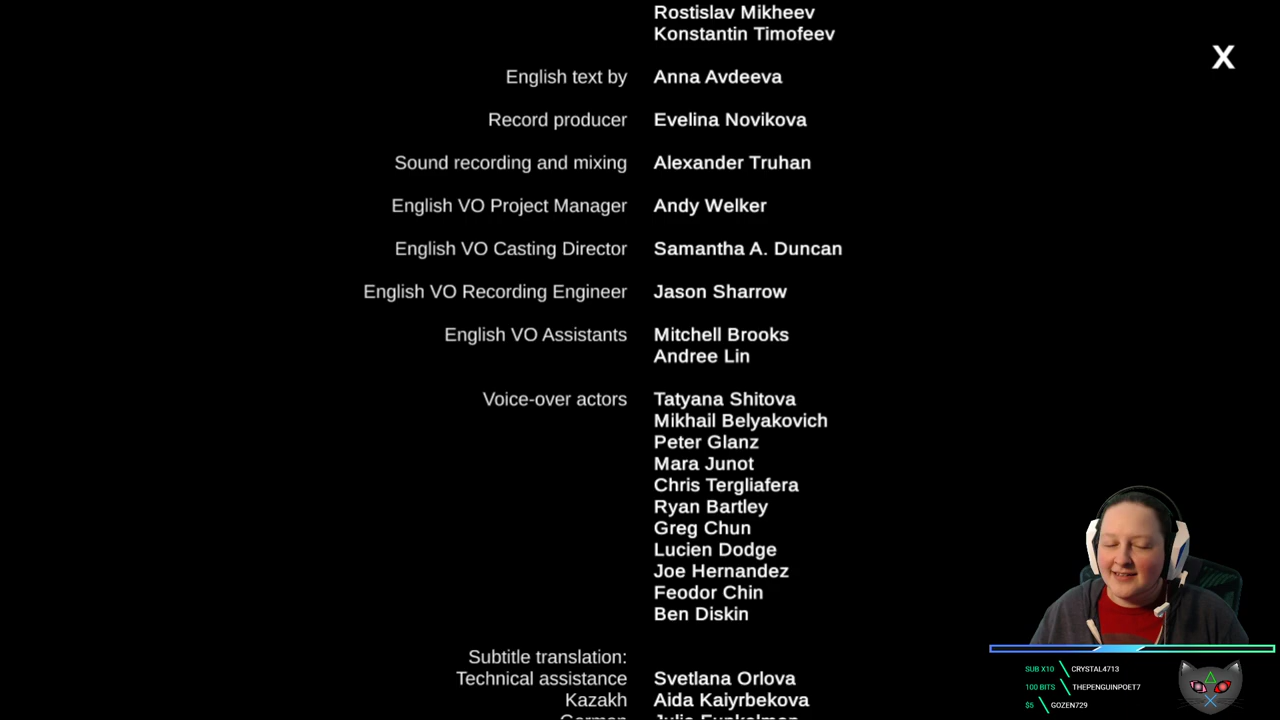 Rostislav Mikheev
Konstantin Timofeev
X
English text by Anna Avdeeva
Record producer Evelina Novikova
Sound recording and mixing Alexander Truhan
English VO Project Manager Andy Welker
English VO Casting Director Samantha A. Duncan
English VO Recording Engineer Jason Sharrow
English VO Assistants Mitchell Brooks
Andree Lin
Voice-over actors Tatyana Shitova
Mikhail Belyakovich
Peter Glanz
Mara Junot
Chris Tergliafera
Ryan Bartley
Greg Chun
Lucien Dodge
Joe Hernandez
Feodor Chin
Ben Diskin
Subtitle translation:
Technical assistance Svetlana Orlova
Kazakh Aida Kaiyrbekova
SUB X10 CRYSTAL4713
100 BITS THEPENGUINPOET7
$5 GOZEN729